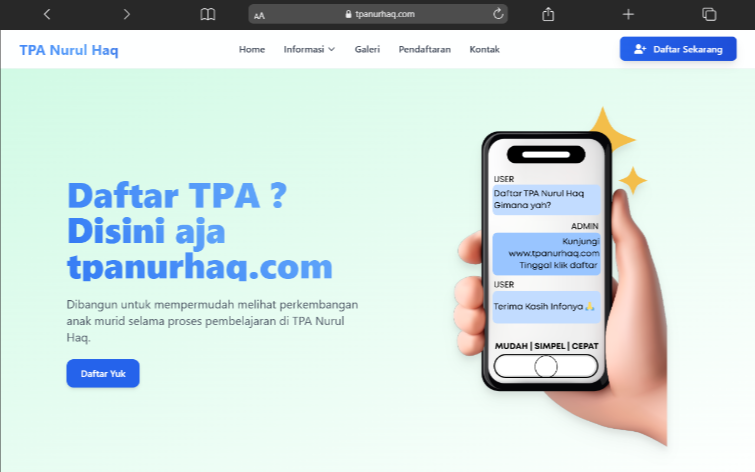 AA tpanurhaq.com
TPA Nurul Haq
Home Informasi Galeri Pendaftaran Kontak
Daftar Sekarang
Daftar TPA ?
Disini aja
tpanurhaq.com
Dibangun untuk mempermudah melihat perkembangan
anak murid selama proses pembelajaran di TPA Nurul
Haq.
Daftar Yuk
USER
Daftar TPA Nurul Haq
Gimana yah?
ADMIN
Kunjungi
www.tpanurhaq.com
Tinggal klik daftar
USER
Terima Kasih Infonya 🙏
MUDAH | SIMPEL | CEPAT